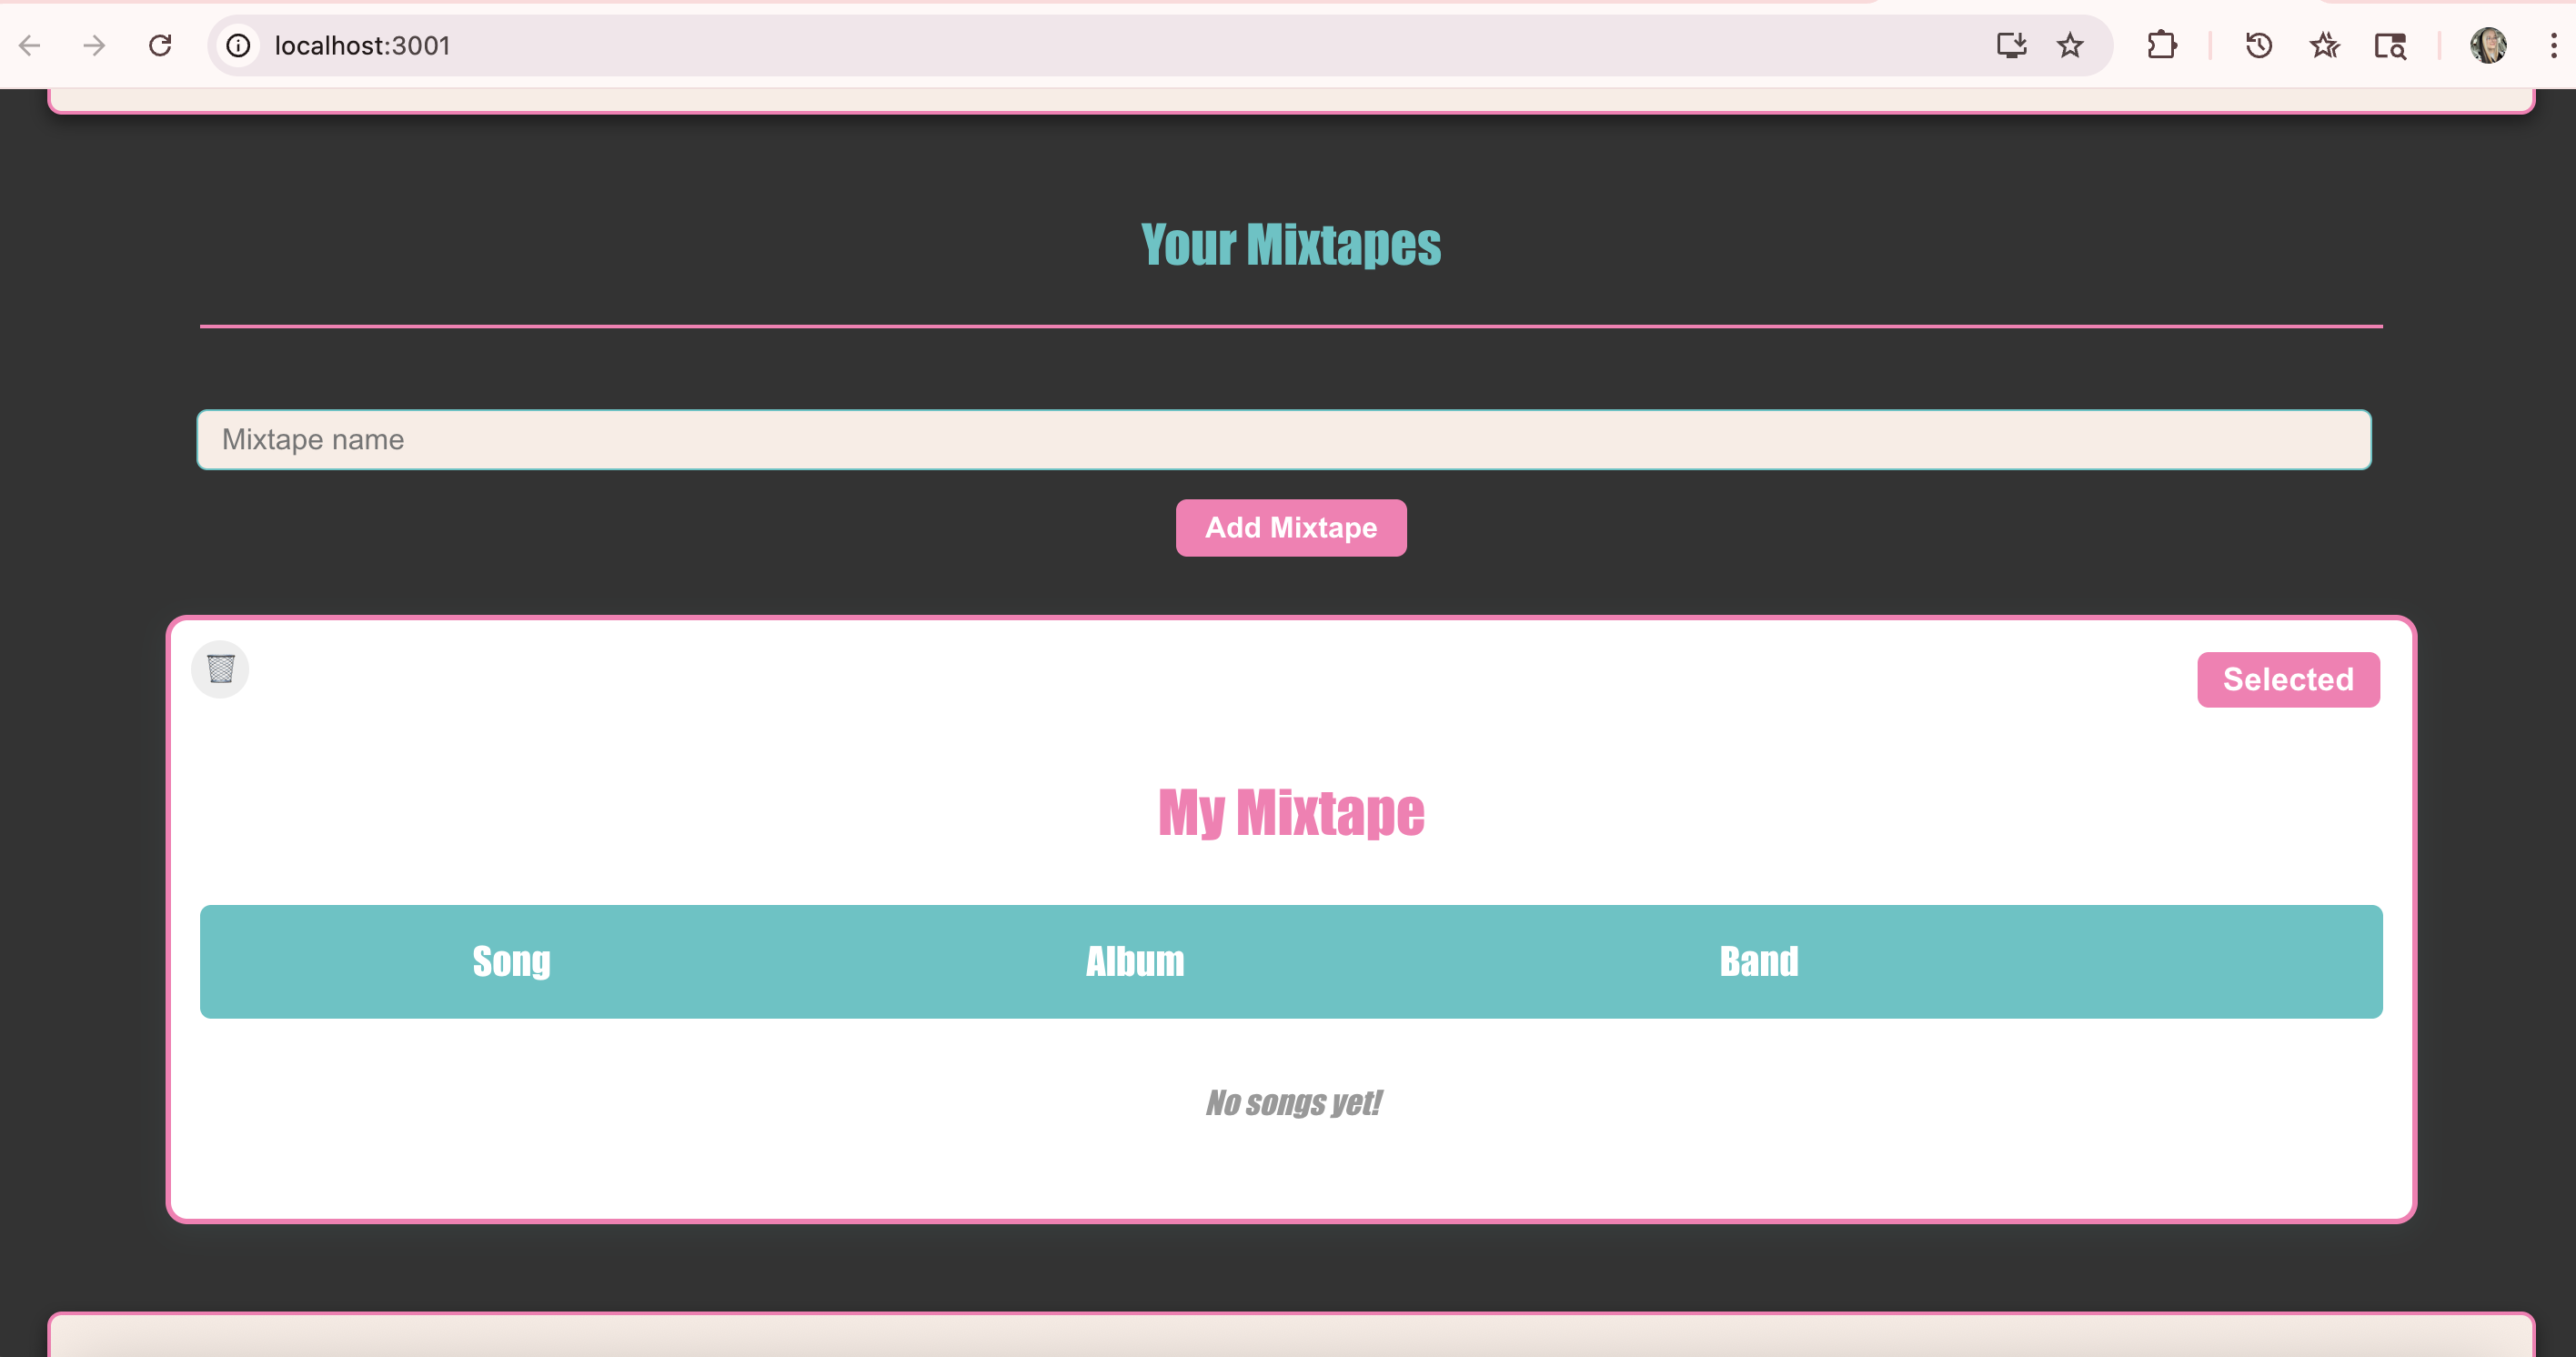 localhost:3001
Your Mixtapes
Mixtape name
Add Mixtape
Selected
My Mixtape
Song Album Band
No songs yet!